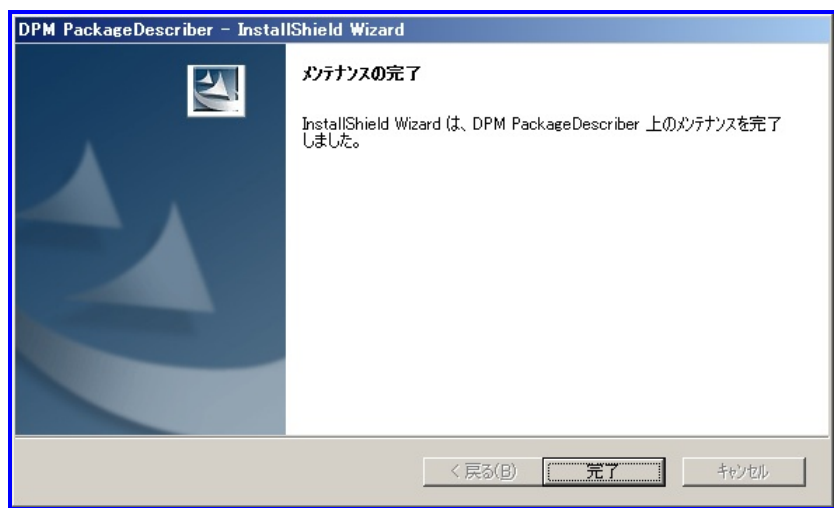 DPM PackageDescriber - InstallShield Wizard
メンテナンスの完了
InstallShield Wizard は、DPM PackageDescriber 上のメンテナンスを完了
しました。
< 戻る(B)
完了
キャンセル